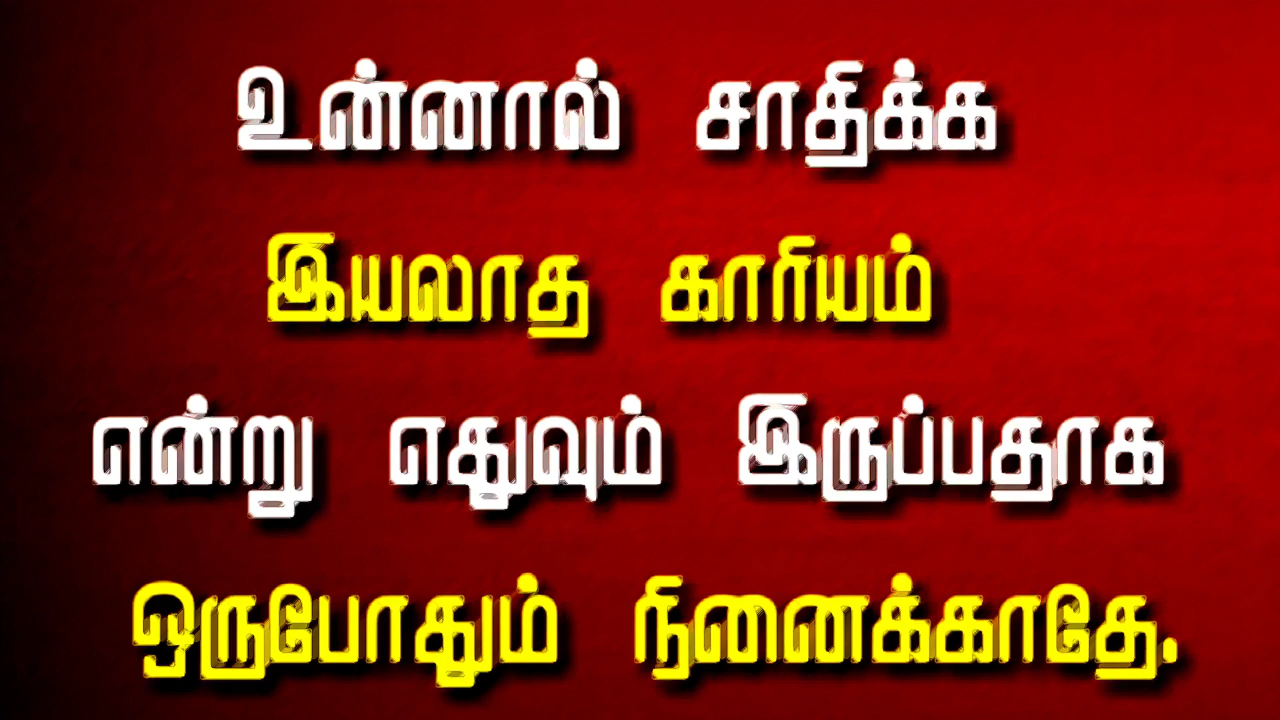 உன்னால் சாதிக்க
இயலாத காரியம்
என்று எதுவும் இருப்பதாக
ஒருபோதும் நினைக்காதே.